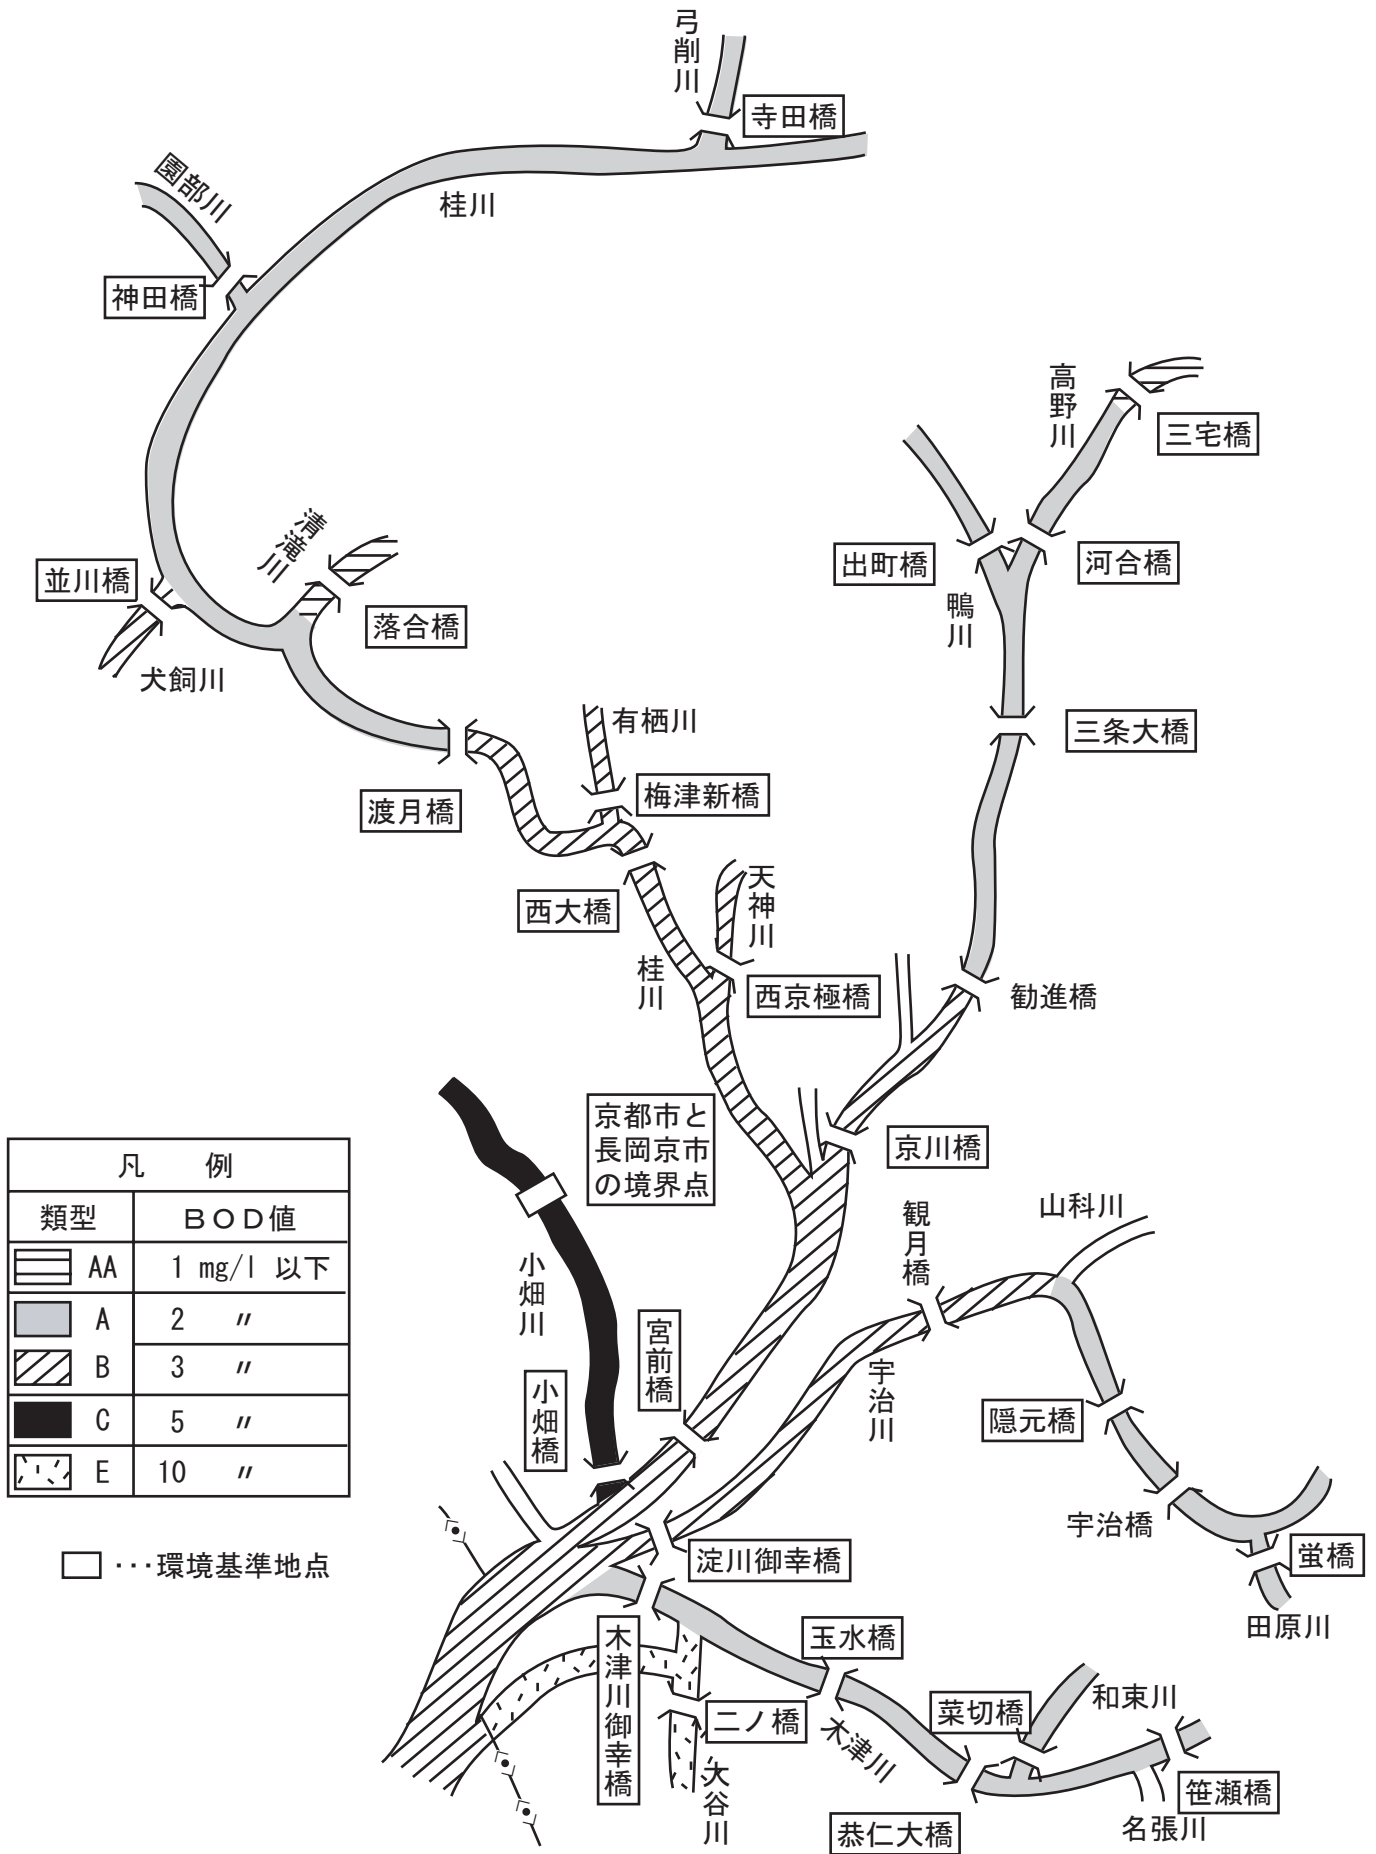 弓削川
寺田橋
園部川
桂川
神田橋
高野川
三宅橋
清滝川
並川橋
落合橋
犬飼川
出町橋
河合橋
鴨川
有栖川
三条大橋
渡月橋
梅津新橋
西大橋
天神川
桂川
西京極橋
勧進橋
京都市と
長岡京市
の境界点
京川橋
凡 例
類型 BOD値
AA 1 mg/l 以下
A 2 〃
B 3 〃
C 5 〃
E 10 〃
山科川
観月橋
小畑川
宮前橋
小畑橋
宇治川
隠元橋
宇治橋
蛍橋
田原川
淀川御幸橋
□ ･･･環境基準地点
木津川御幸橋
玉水橋
二ノ橋
木津川
菜切橋
和束川
大谷川
恭仁大橋
名張川
笹瀬橋